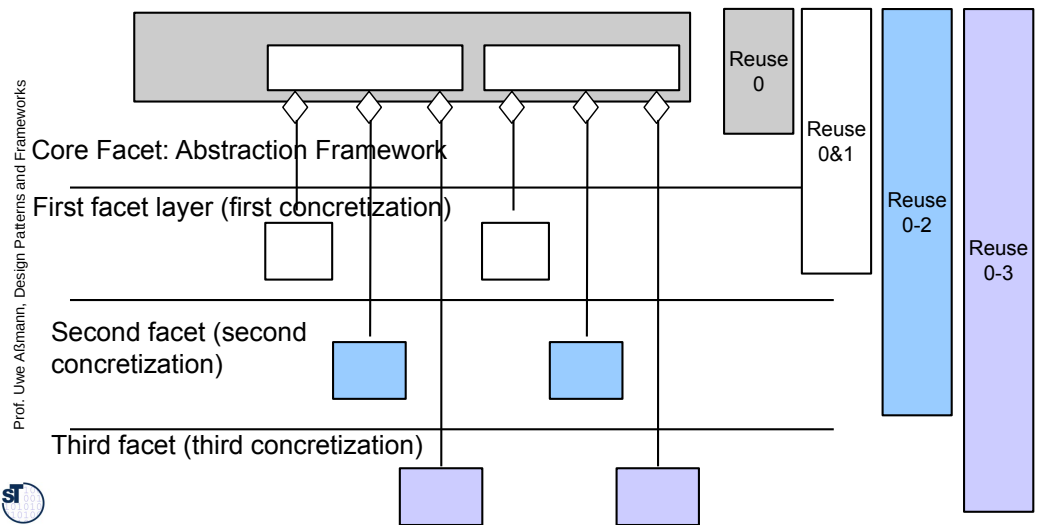 Reuse
0
Reuse
0&1
Reuse
0-2
Reuse
0-3
Core Facet: Abstraction Framework
First facet layer (first concretization)
Second facet (second
concretization)
Third facet (third concretization)
Prof. Uwe Aßmann, Design Patterns and Frameworks
sT